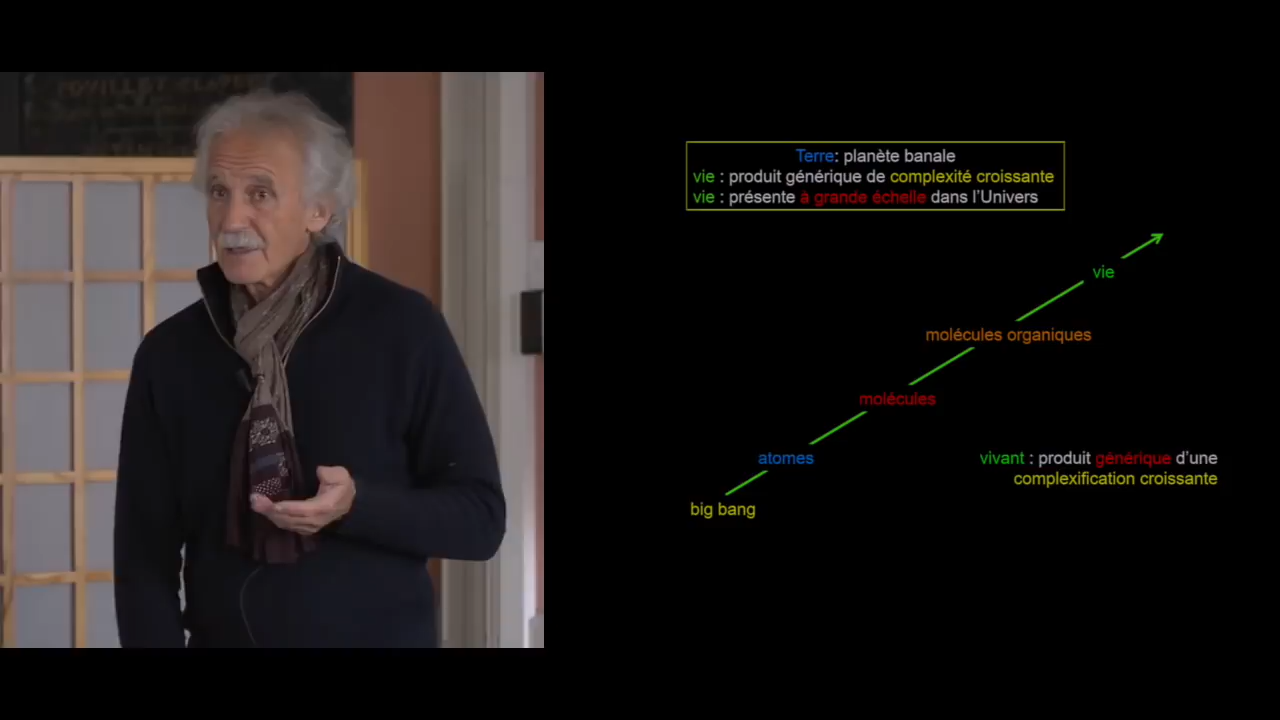 Terre: planète banale
vie : produit générique de complexité croissante
vie : présente à grande échelle dans l'Univers
vie
molécules organiques
molécules
atomes
vivant : produit générique d'une
complexification croissante
big bang